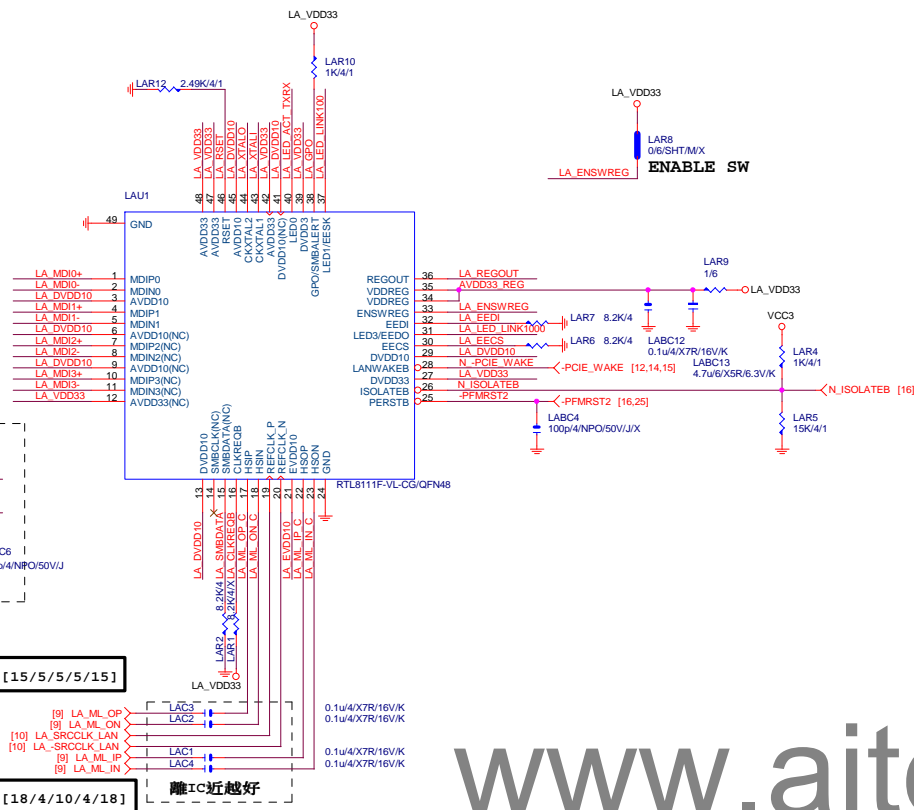 LA_VDD33
LAR10
1K/4/1
LAR12 2.49K/4/1
LA_VDD33
LA_VDD33
LA_RSET
LA_DVDD10
LA_XTALO
LA_XTALI
LA_VDD33
LA_DVDD10
LA_LED_ACT_TXRX
LA_VDD33
LA_GPO
LA_LED_LINK100
48
47
46
45
44
43
42
41
40
39
38
37
LA_VDD33
LAR8
0/6/SHT/M/X
ENABLE SW
LA_ENSWREG
LAU1
49 GND
AVDD33
AVDD33
RSET
AVDD10
CKXTAL2
CKXTAL1
AVDD33
DVDD10(NC)
LED0
DVDD3
GPO/SMBALERT
LED1/EESK
LA_MDI0+ 1 MDIP0
LA_MDI0- 2 MDIN0
LA_DVDD10 3 AVDD10
LA_MDI1+ 4 MDIP1
LA_MDI1- 5 MDIN1
LA_DVDD10 6 AVDD10(NC)
LA_MDI2+ 7 MDIP2(NC)
LA_MDI2- 8 MDIN2(NC)
LA_DVDD10 9 AVDD10(NC)
LA_MDI3+ 10 MDIP3(NC)
LA_MDI3- 11 MDIN3(NC)
LA_VDD33 12 AVDD33(NC)
REGOUT 36 LA_REGOUT
VDDREG 35 AVDD33_REG
VDDREG 34
ENSWREG 33 LA_ENSWREG
EEDI 32 LA_EEDI
LED3/EEDO 31 LA_LED_LINK1000
EECS 30 LA_EECS
DVDD10 29 LA_DVDD10
LANWAKEB 28 N_-PCIE_WAKE
DVDD33 27 LA_VDD33
ISOLATEB 26 N_ISOLATEB
PERSTB 25 -PFMRST2
LAR9
1/6
LA_VDD33
LAR7 8.2K/4
LAR6 8.2K/4
LABC12
0.1u/4/X7R/16V/K
LABC13
4.7u/6/X5R/6.3V/K
VCC3
LAR4
1K/4/1
-PCIE_WAKE [12,14,15]
N_ISOLATEB [16]
-PFMRST2 [16,25]
LAR5
15K/4/1
LABC4
100p/4/NPO/50V/J/X
DVDD10
SMBCLK(NC)
SMBDATA(NC)
CLKREQB
HSIP
HSIN
REFCLK_P
REFCLK_N
EVDD10
HSOP
HSON
GND
RTL8111F-VL-CG/QFN48
13
14
15
16
17
18
19
20
21
22
23
24
LA_DVDD10
LA_SMBDATA
LA_CLKREQB
LA_ML_OP_C
LA_ML_ON_C
LA_EVDD10
LA_ML_IP_C
LA_ML_IN_C
C6
p/4/NPO/50V/J
8.2K/4
8.2K/4/X
LAR2
LAR1
LA_VDD33
[15/5/5/5/15]
[9] LA_ML_OP LAC3 0.1u/4/X7R/16V/K
[9] LA_ML_ON LAC2 0.1u/4/X7R/16V/K
[10] LA_SRCCLK_LAN
[10] LA_-SRCCLK_LAN
[9] LA_ML_IP LAC1 0.1u/4/X7R/16V/K
[9] LA_ML_IN LAC4 0.1u/4/X7R/16V/K
離IC近越好
[18/4/10/4/18]
www.aite